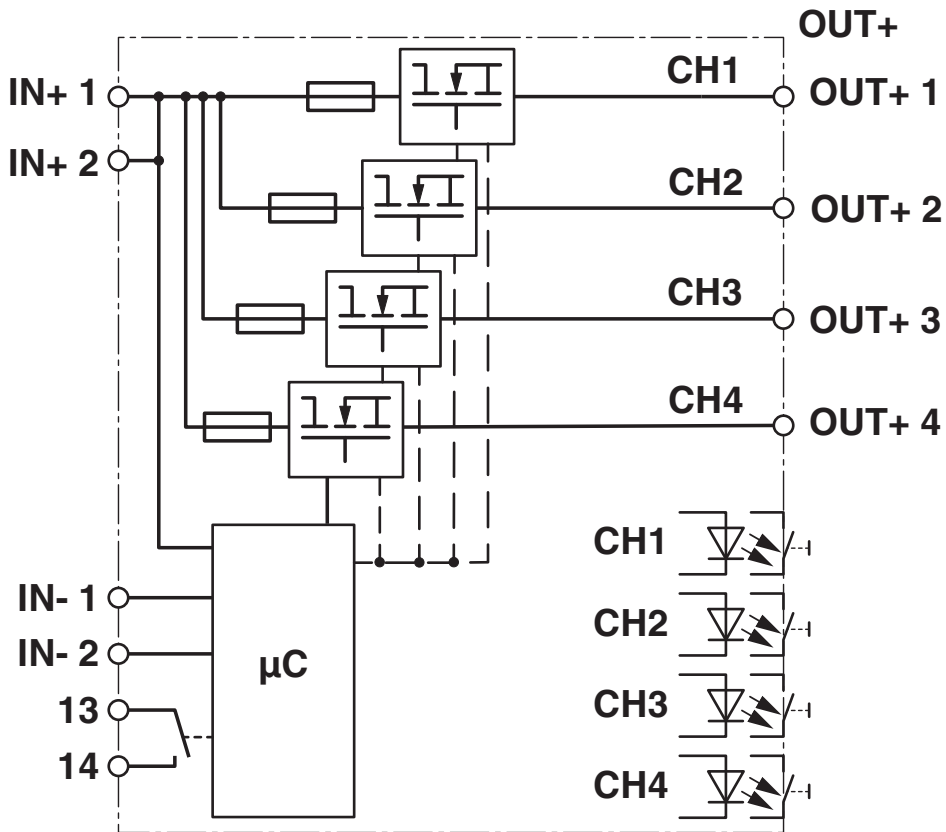 OUT+
IN+ 1
CH1
OUT+ 1
IN+ 2
CH2
OUT+ 2
CH3
OUT+ 3
CH4
OUT+ 4
CH1
IN- 1
CH2
IN- 2
µC
CH3
13
14
CH4